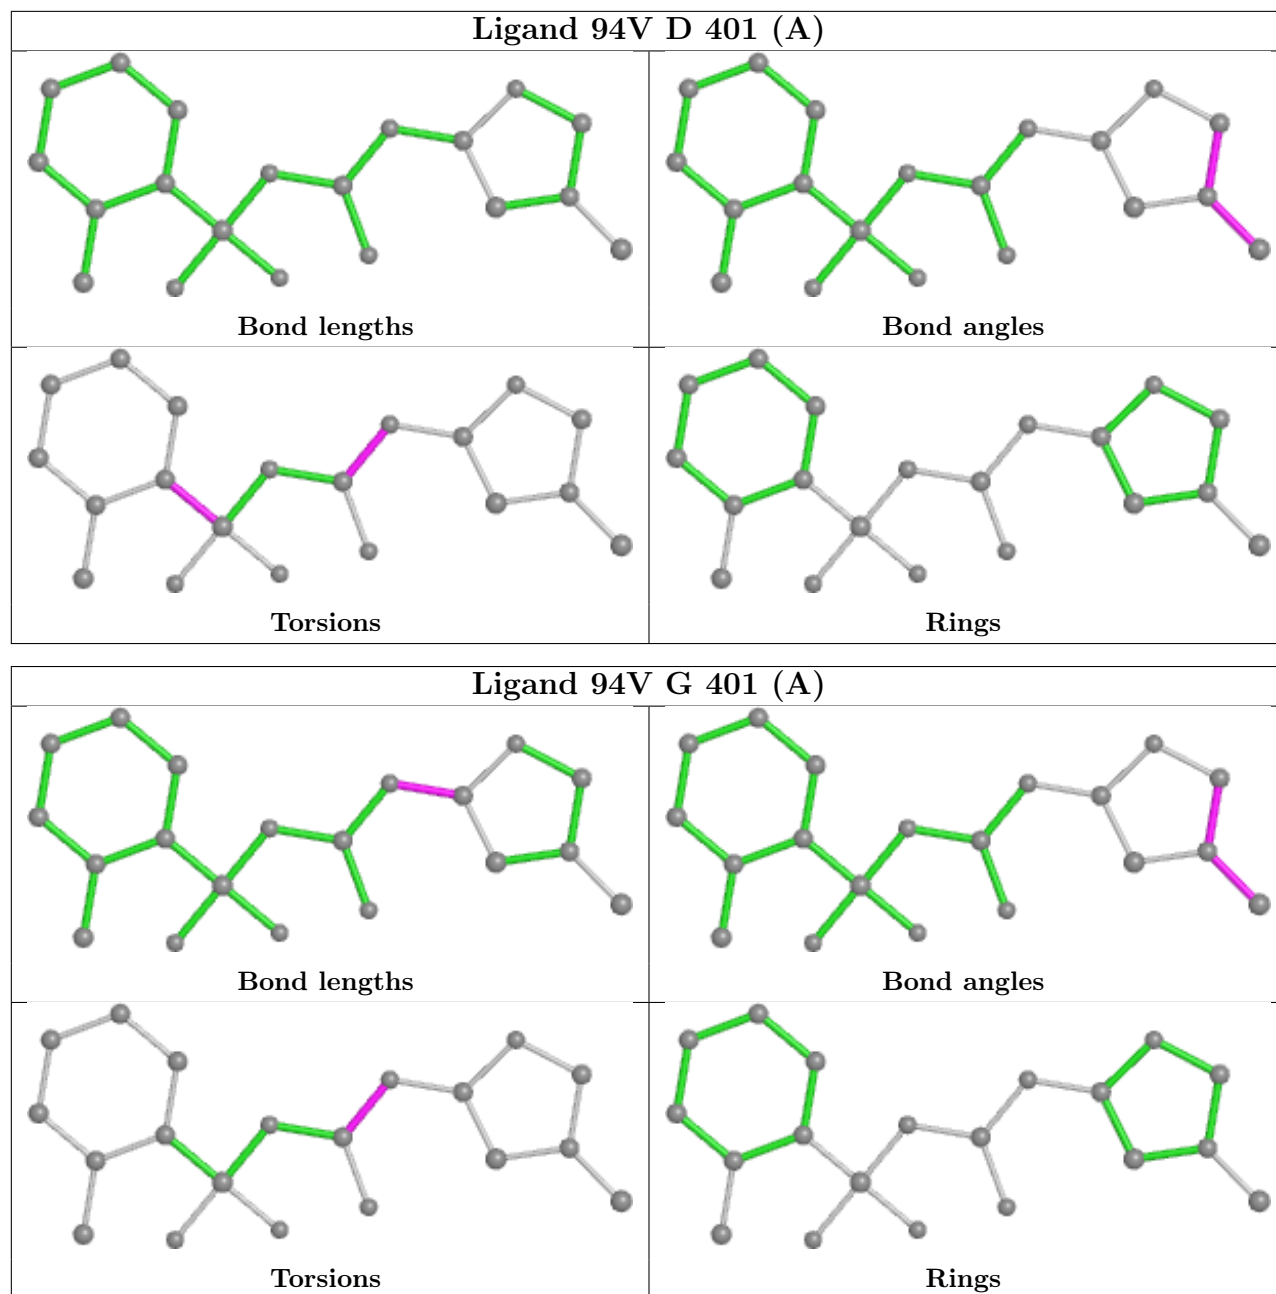 Ligand 94V D 401 (A)
Bond lengths
Bond angles
Torsions
Rings
Ligand 94V G 401 (A)
Bond lengths
Bond angles
Torsions
Rings